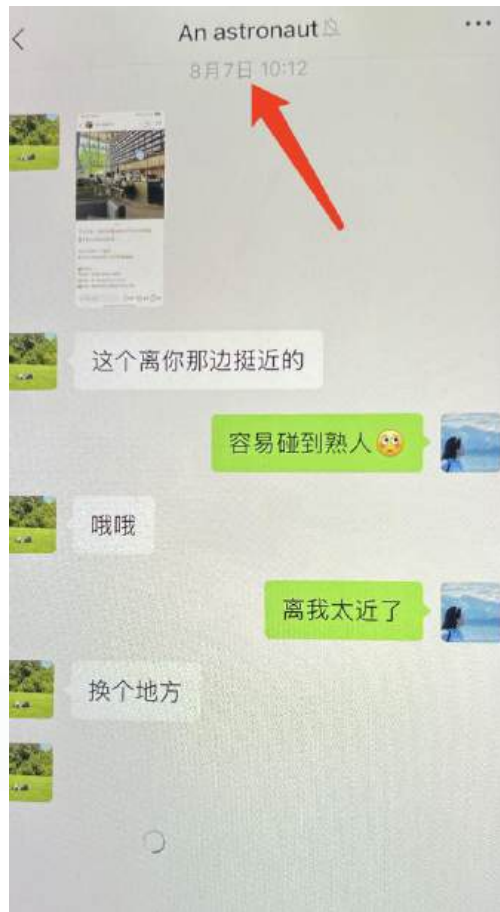 An astronaut
8月7日 10:12
这个离你那边挺近的
容易碰到熟人
哦哦
离我太近了
换个地方